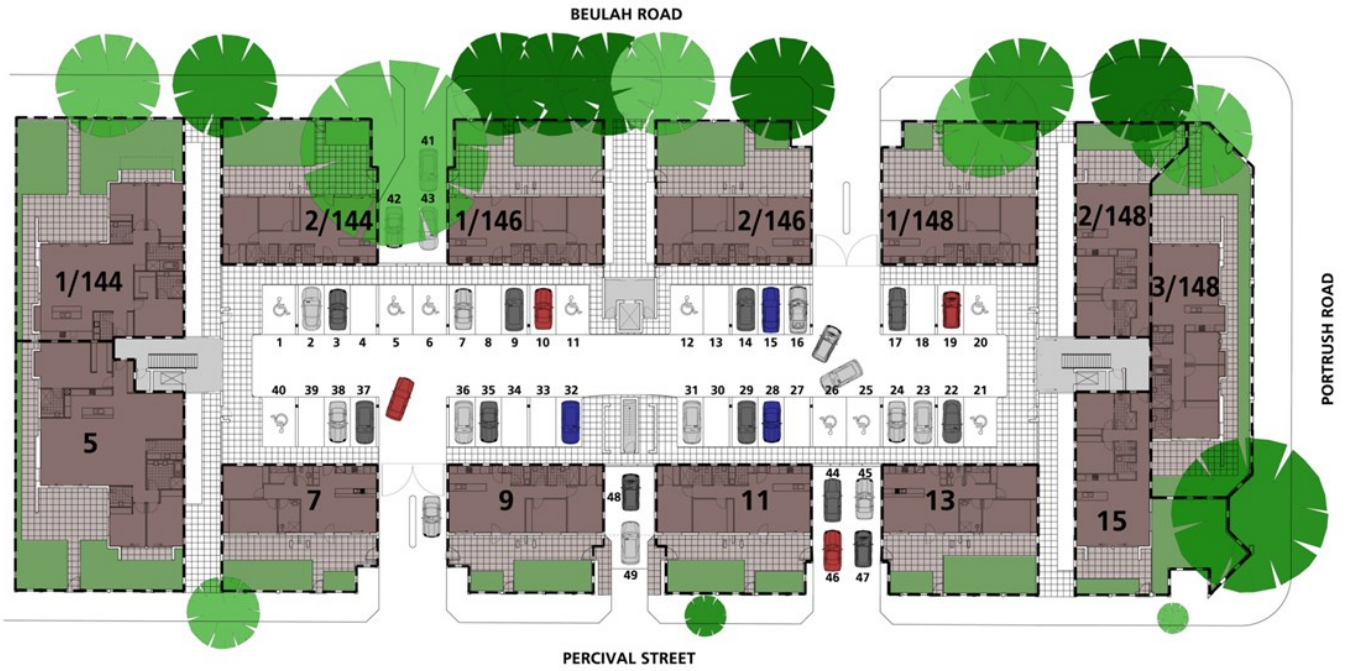 BEULAH ROAD
41
42 43
2/144 1/146 2/146 1/148 2/148
1/144 3/148
PORTRUSH ROAD
1 2 3 4 5 6 7 8 9 10 11 12 13 14 15 16 17 18 19 20
40 39 38 37 36 35 34 33 32 31 30 29 28 27 26 25 24 23 22 21
5
44 45
48
7 9 11 13 15
49 46 47
PERCIVAL STREET